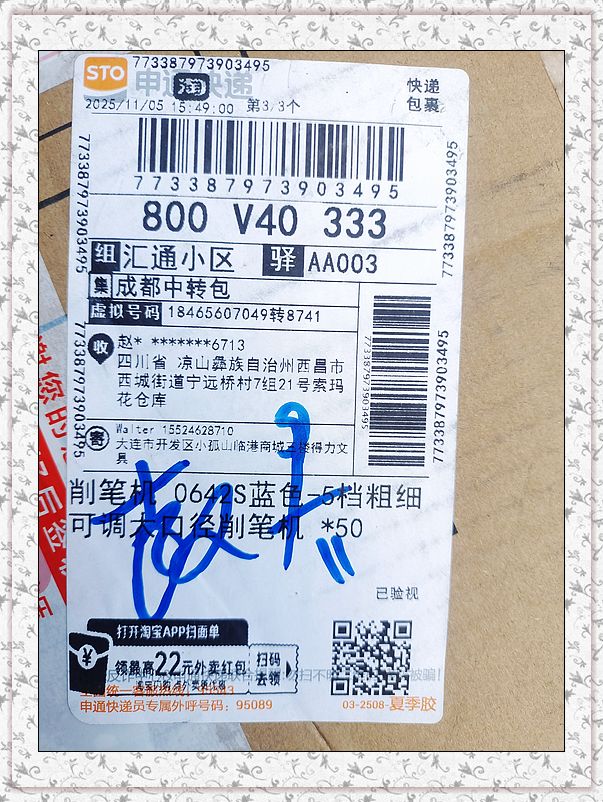 STO 申通快递 淘
773387973903495
2025/11/05 15:49:00 第3/3个
快递
包裹
773387973903495
773387973903495
773387973903495
800 V40 333
组 汇通小区 驿 AA003
集 成都中转包
虚拟号码 18465607049转8741
收 赵* *******6713
四川省 凉山彝族自治州西昌市
西城街道宁远桥村7组21号索玛
花仓库
773387973903495
773387973903495
773387973903495
寄 Walter 15524628710
大连市开发区小孤山临港商城三楼得力文
具
削笔机 0642S蓝色-5档粗细
可调大口径削笔机 *50
已验视
打开淘宝APP扫面单
领最高22元外卖红包
扫码
去领
申通快递员专属外呼号码：95089
03-2508-夏季胶